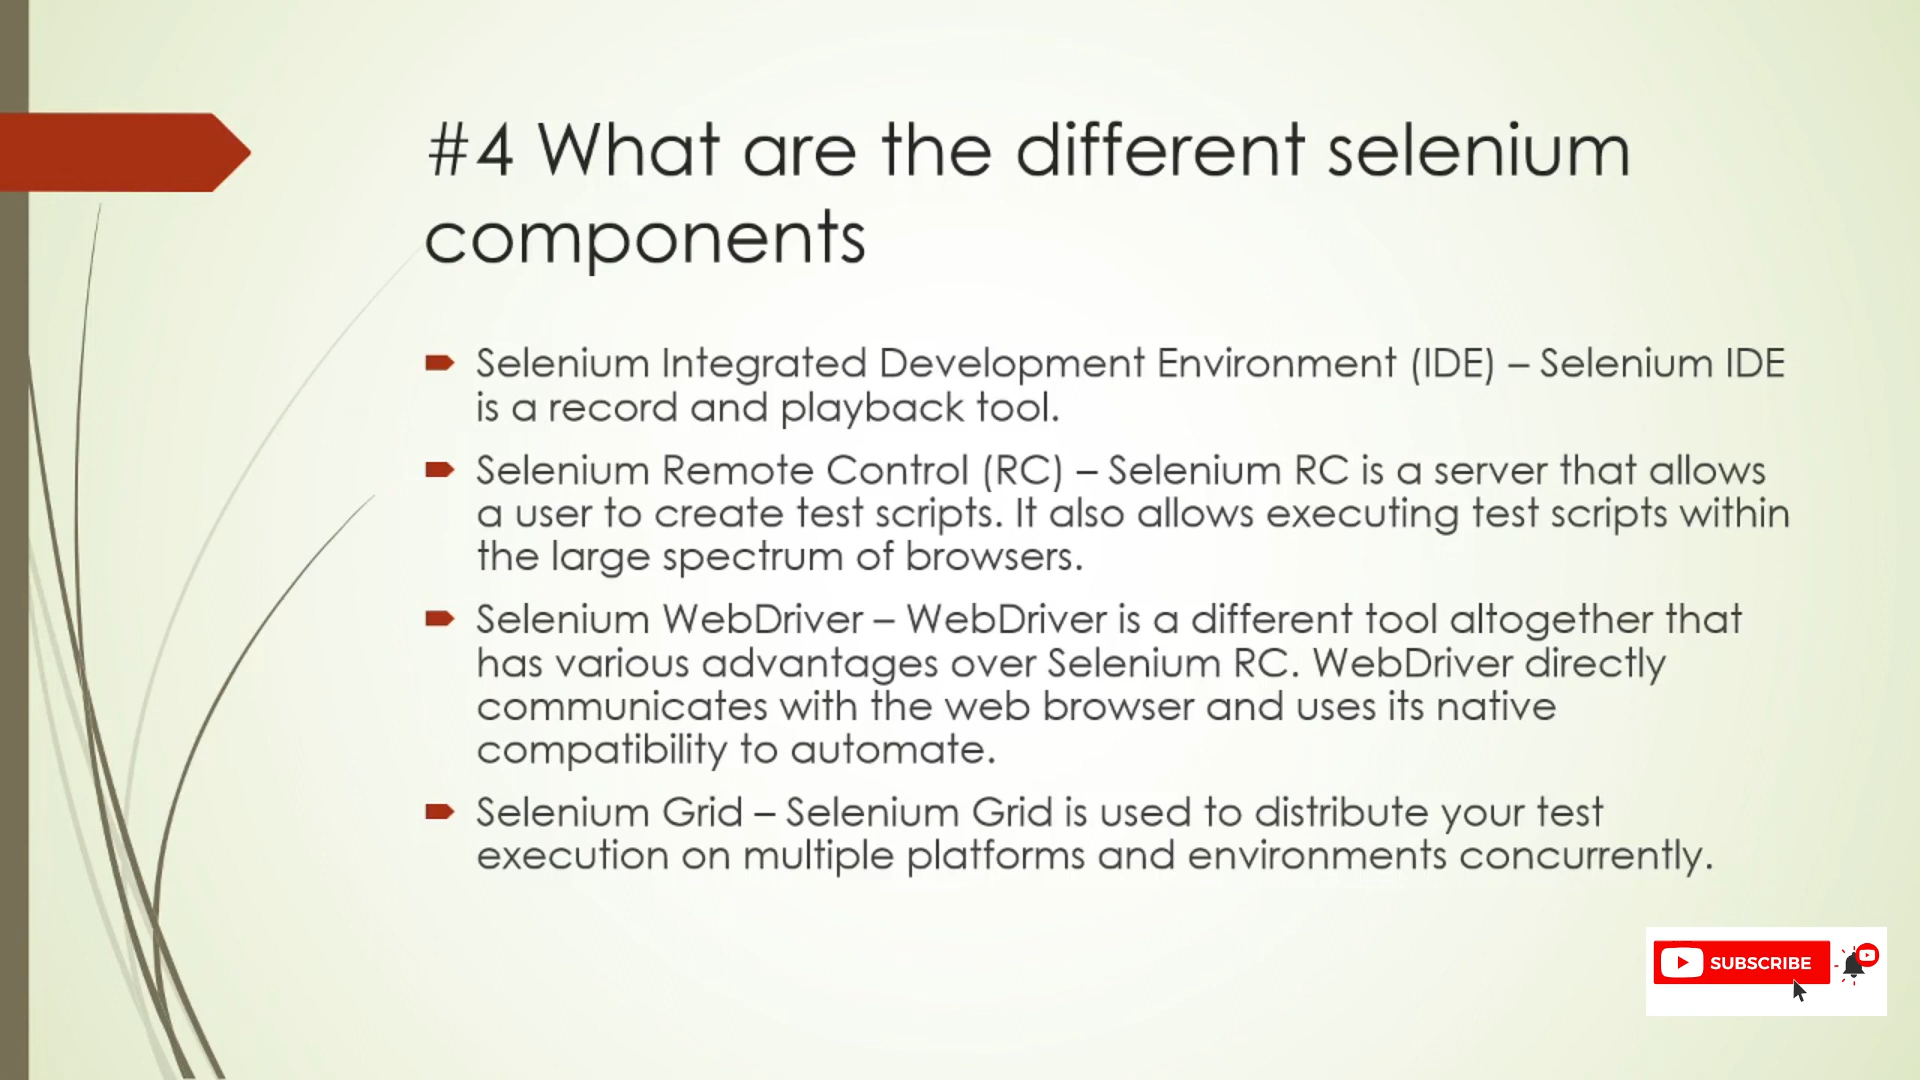 #4 What are the different selenium
components
Selenium Integrated Development Environment (IDE) – Selenium IDE
is a record and playback tool.
Selenium Remote Control (RC) – Selenium RC is a server that allows
a user to create test scripts. It also allows executing test scripts within
the large spectrum of browsers.
Selenium WebDriver – WebDriver is a different tool altogether that
has various advantages over Selenium RC. WebDriver directly
communicates with the web browser and uses its native
compatibility to automate.
Selenium Grid – Selenium Grid is used to distribute your test
execution on multiple platforms and environments concurrently.
SUBSCRIBE